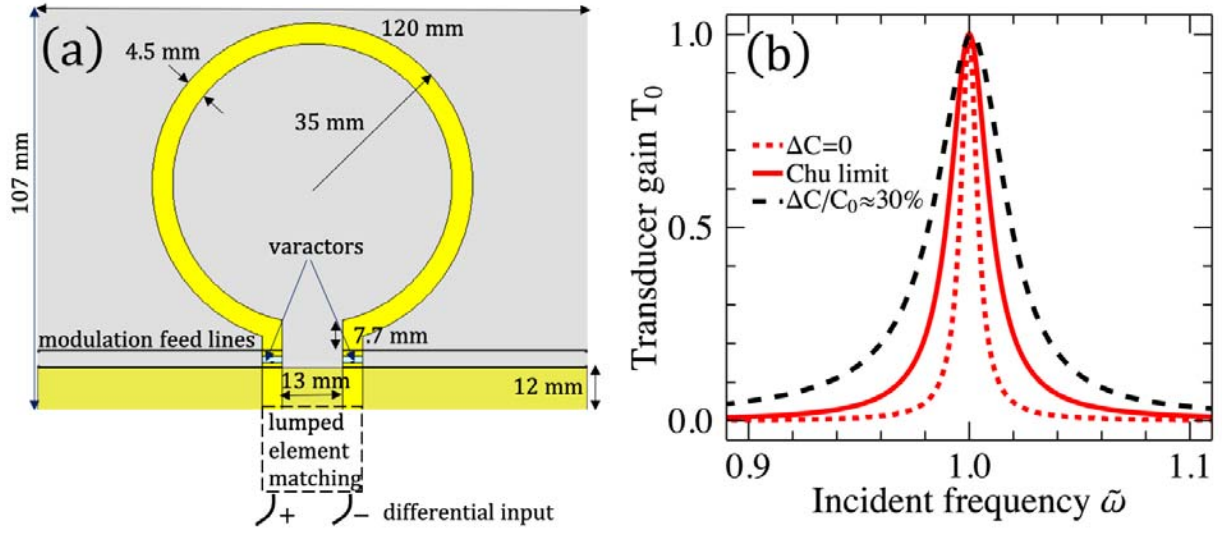 (a)
120 mm
4.5 mm
35 mm
107 mm
varactors
modulation feed lines
7.7 mm
13 mm
12 mm
lumped
element
matching
+
−
differential input
(b)
Transducer gain T₀
1.0
0.5
0.0
ΔC=0
Chu limit
ΔC/C₀≈30%
0.9
1.0
1.1
Incident frequency ω̃